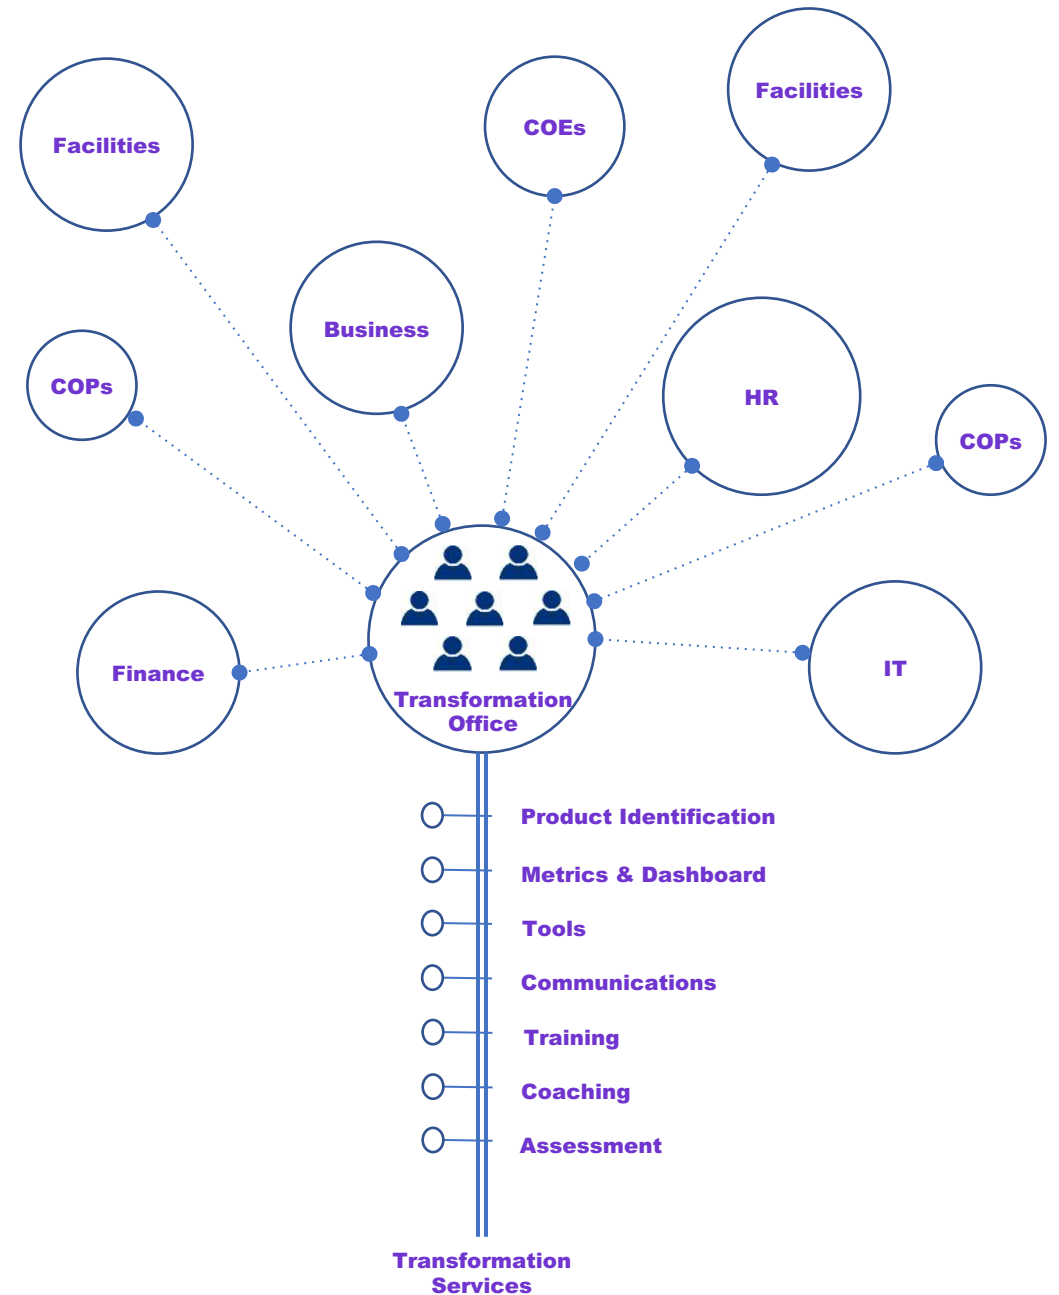 Facilities
COEs
Facilities
Business
COPs
HR
COPs
Finance
IT
Transformation
Office
Product Identification
Metrics & Dashboard
Tools
Communications
Training
Coaching
Assessment
Transformation
Services